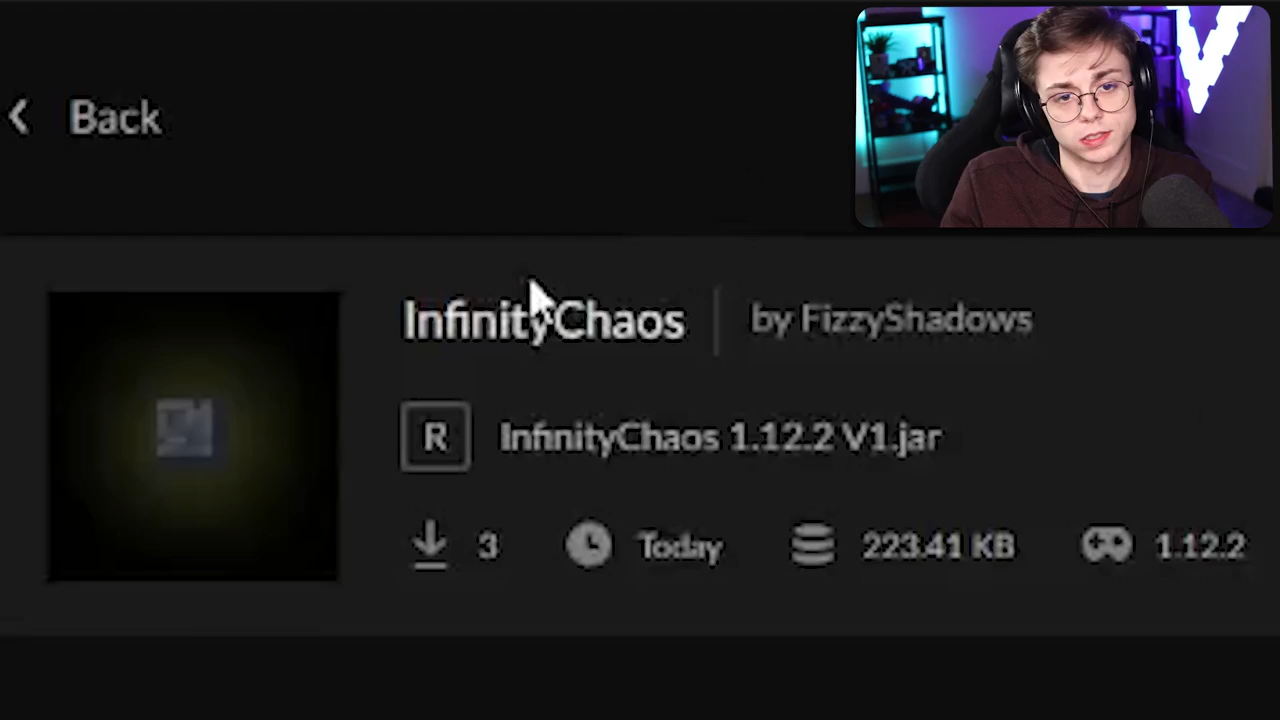 Back
InfinityChaos | by FizzyShadows
R InfinityChaos 1.12.2 V1.jar
3 Today 223.41 KB 1.12.2